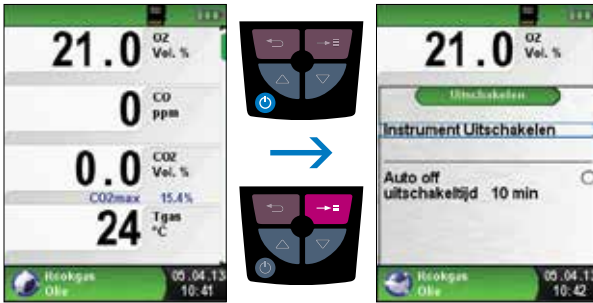 21.0 O2 Vol. %
0 CO ppm
0.0 CO2 Vol. %
CO2max 15.4%
24 Tgas °C
Rookgas 05.04.13
Olie 10:41
21.0 O2 Vol. %
Uitschakelen
Instrument Uitschakelen
Auto off
uitschakeltijd 10 min
Rookgas 05.04.13
Olie 10:42